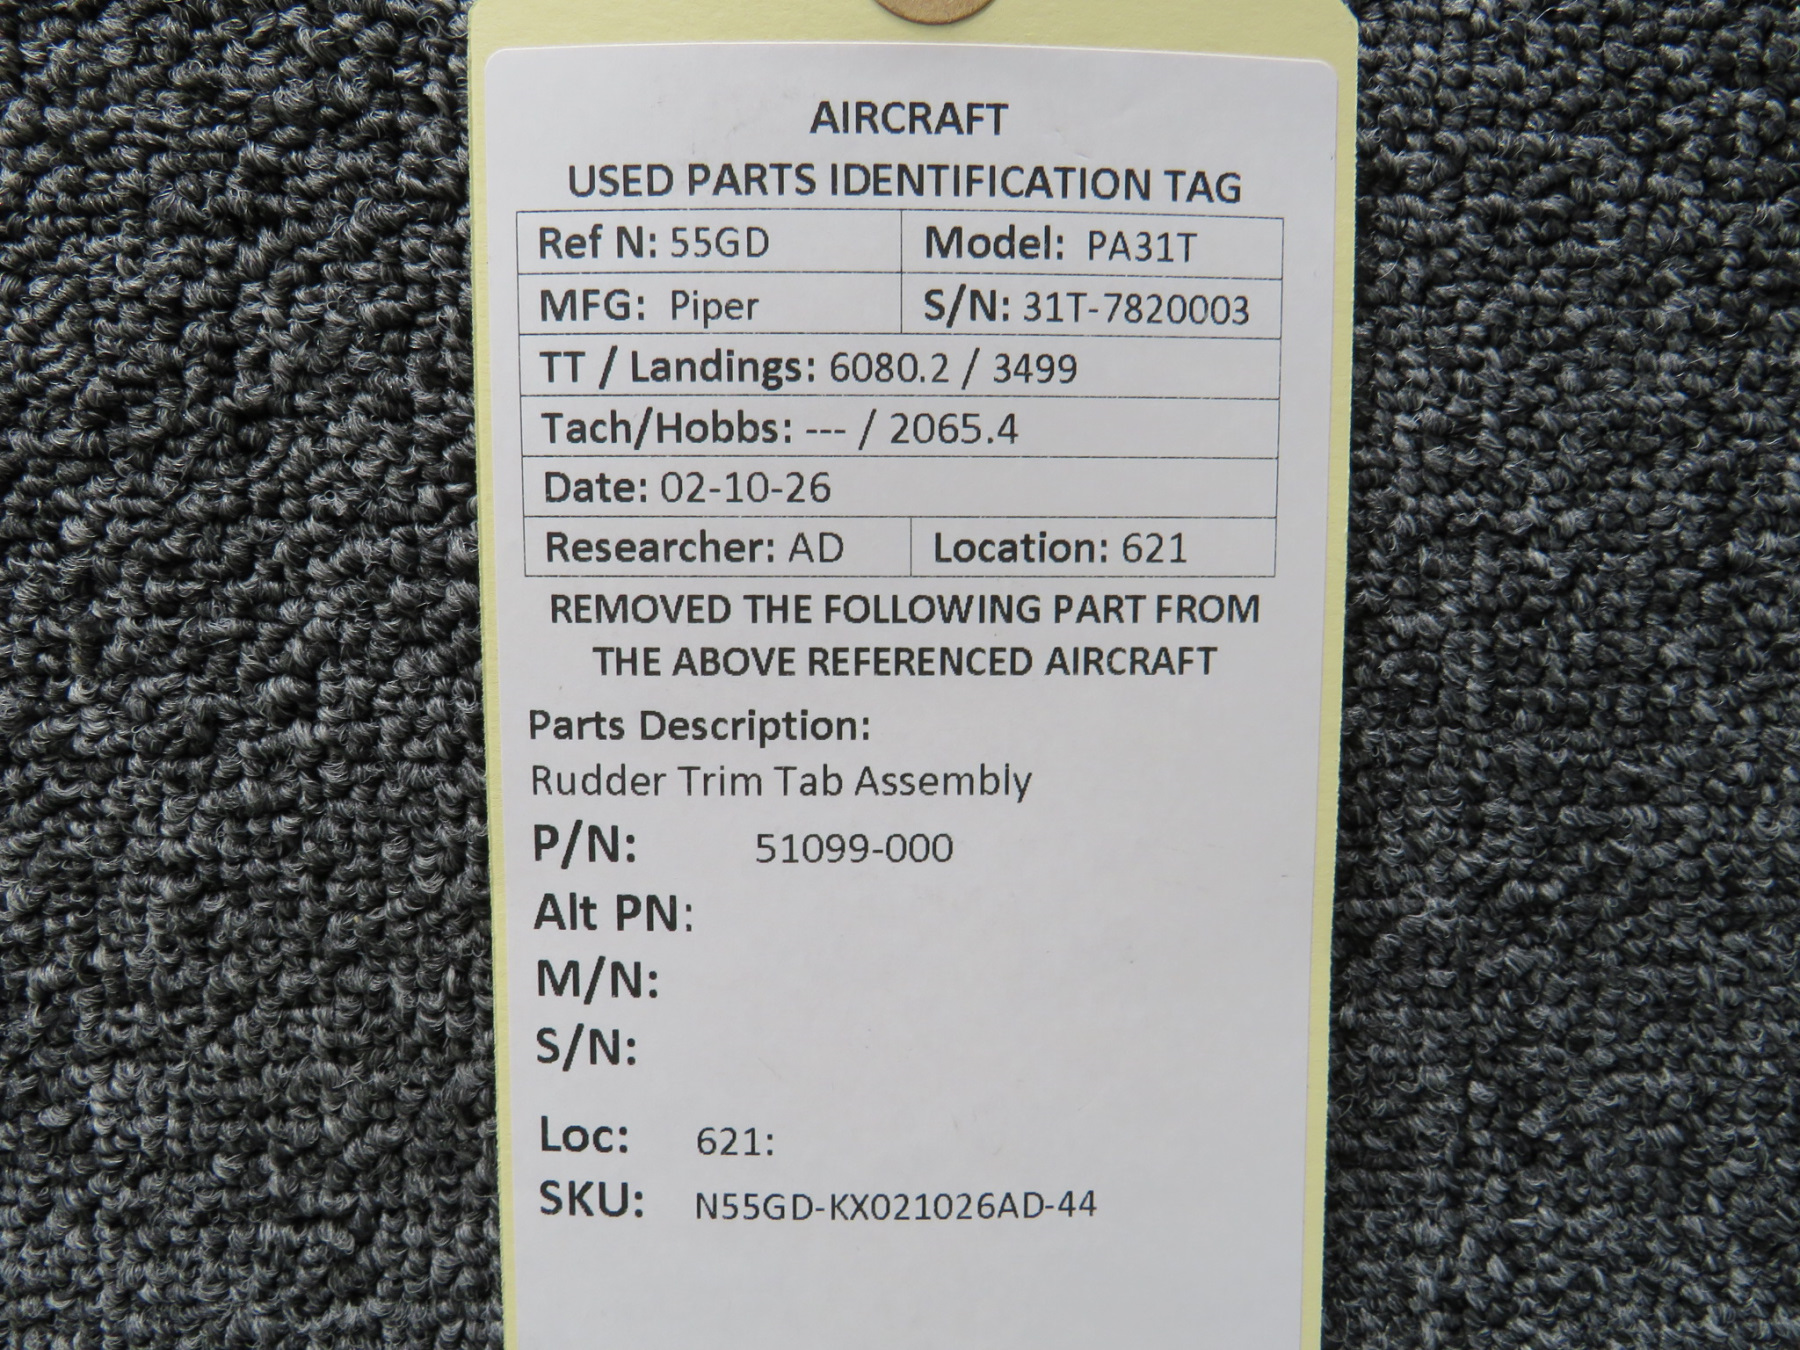 AIRCRAFT
USED PARTS IDENTIFICATION TAG
Ref N: 55GD Model: PA31T
MFG: Piper S/N: 31T-7820003
TT / Landings: 6080.2 / 3499
Tach/Hobbs: --- / 2065.4
Date: 02-10-26
Researcher: AD Location: 621
REMOVED THE FOLLOWING PART FROM
THE ABOVE REFERENCED AIRCRAFT
Parts Description:
Rudder Trim Tab Assembly
P/N: 51099-000
Alt PN:
M/N:
S/N:
Loc: 621:
SKU: N55GD-KX021026AD-44